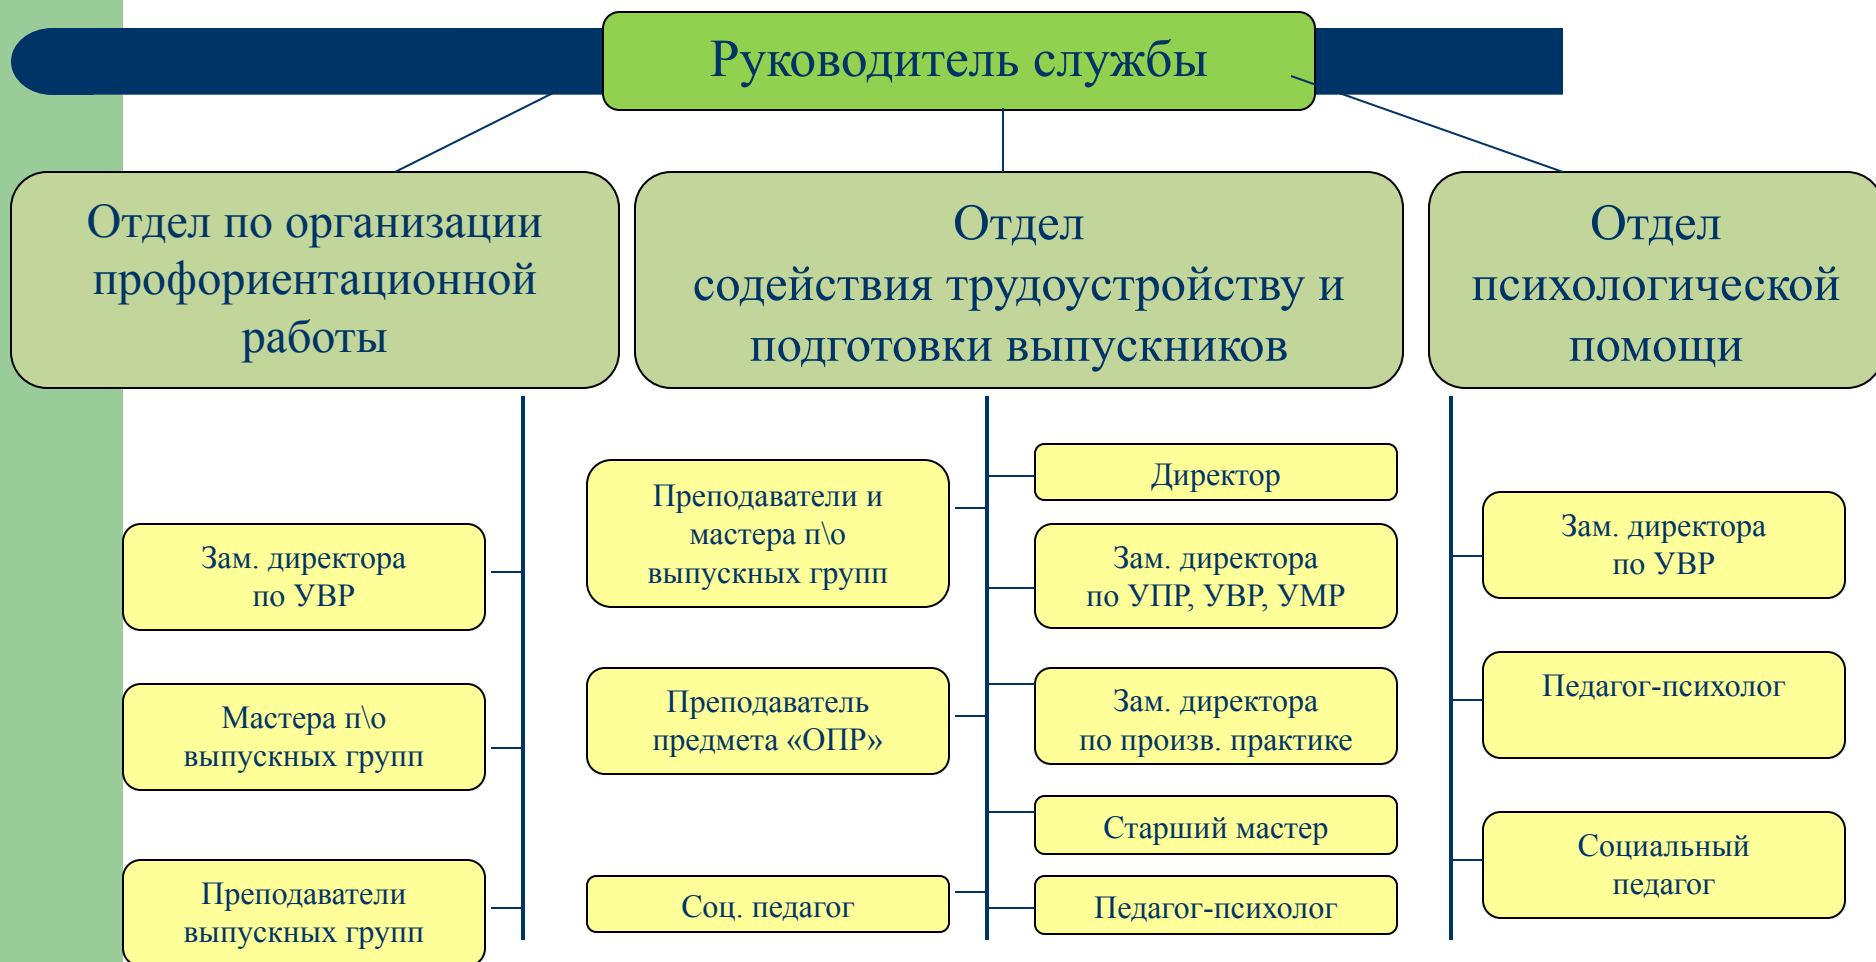 Руководитель службы
Отдел по организации
профориентационной
работы
Отдел
содействия трудоустройству и
подготовки выпускников
Отдел
психологической
помощи
Зам. директора
по УВР
Мастера п\о
выпускных групп
Преподаватели
выпускных групп
Преподаватели и
мастера п\о
выпускных групп
Преподаватель
предмета «ОПР»
Соц. педагог
Директор
Зам. директора
по УПР, УВР, УМР
Зам. директора
по произв. практике
Старший мастер
Педагог-психолог
Зам. директора
по УВР
Педагог-психолог
Социальный
педагог